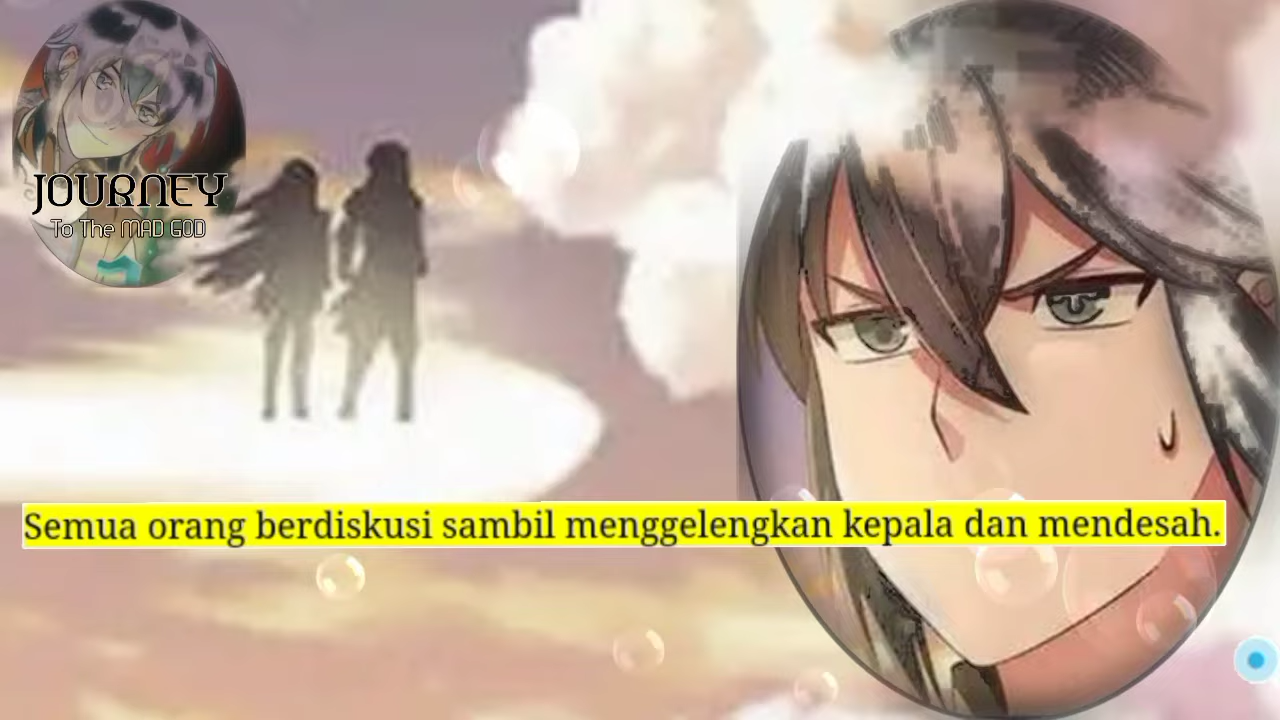 JOURNEY
To The MAD GOD
Semua orang berdiskusi sambil menggelengkan kepala dan mendesah.